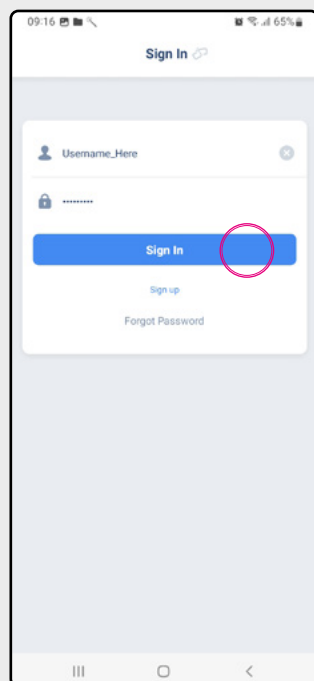 09:16 65%
Sign In
Username_Here
•••••••••
Sign In
Sign up
Forgot Password